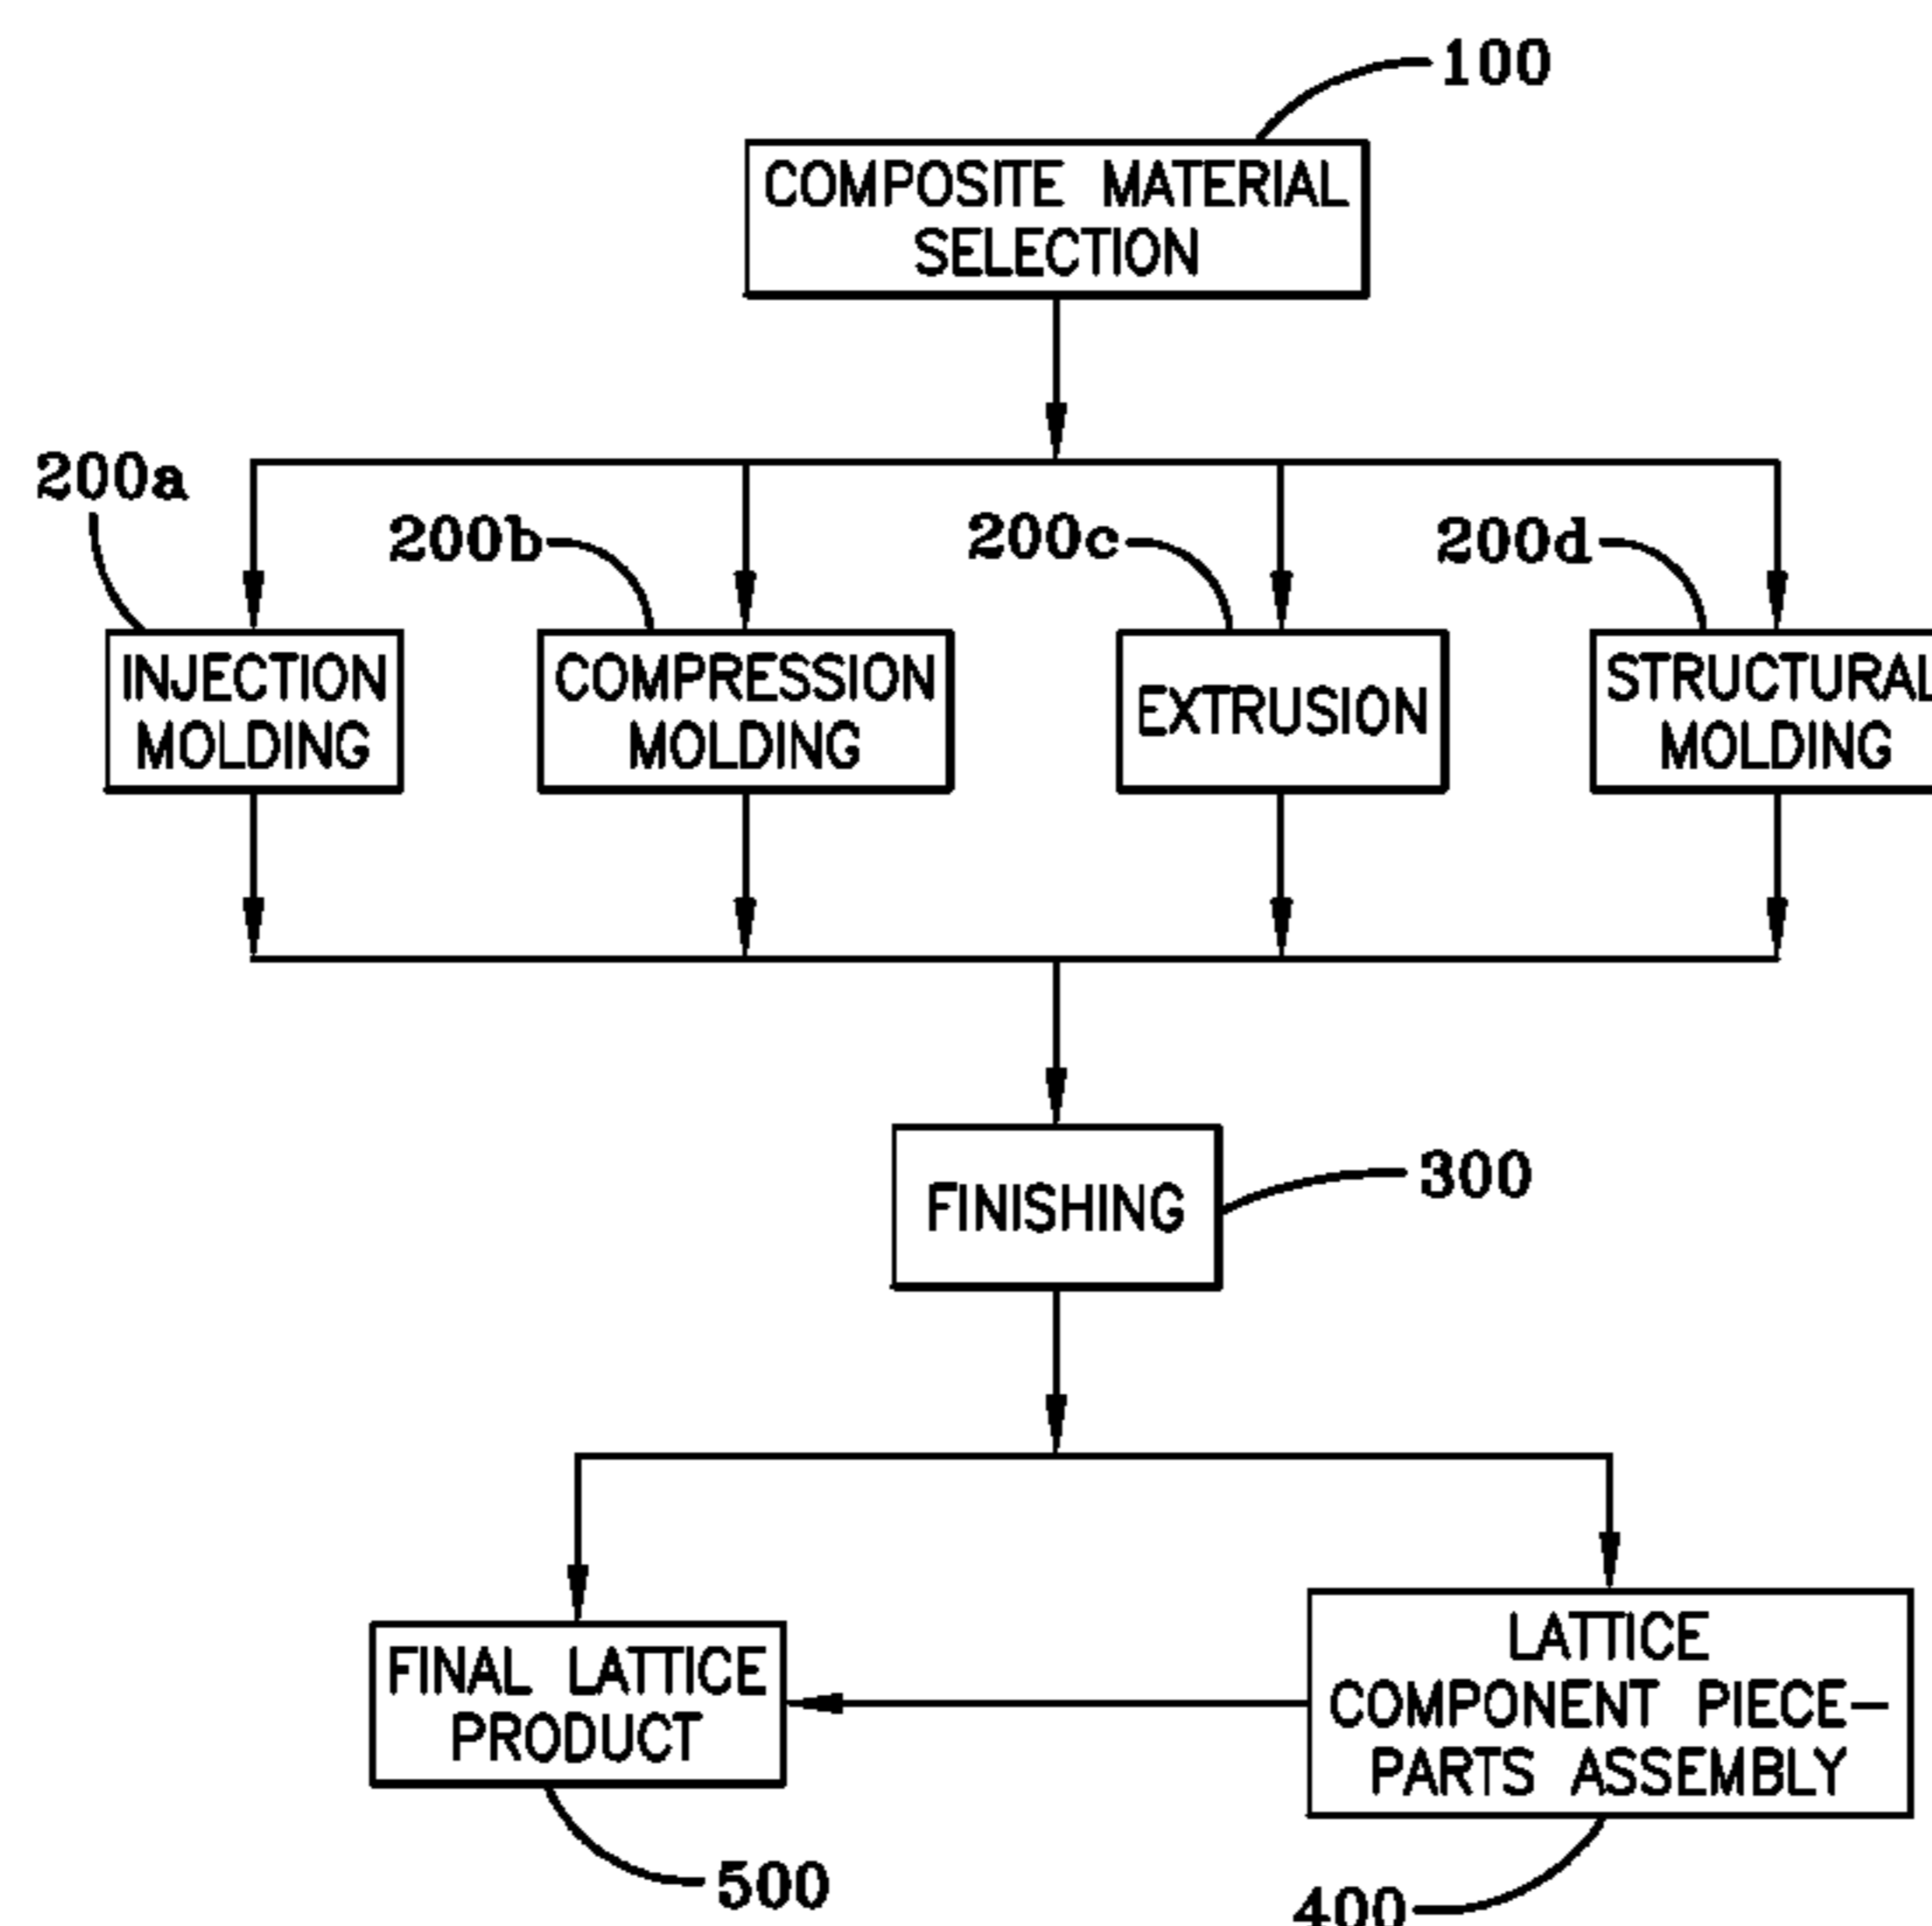 100
COMPOSITE MATERIAL
SELECTION
200a
200b
200c
200d
INJECTION
MOLDING
COMPRESSION
MOLDING
EXTRUSION
STRUCTURAL
MOLDING
FINISHING
300
FINAL LATTICE
PRODUCT
LATTICE
COMPONENT PIECE-
PARTS ASSEMBLY
500
400